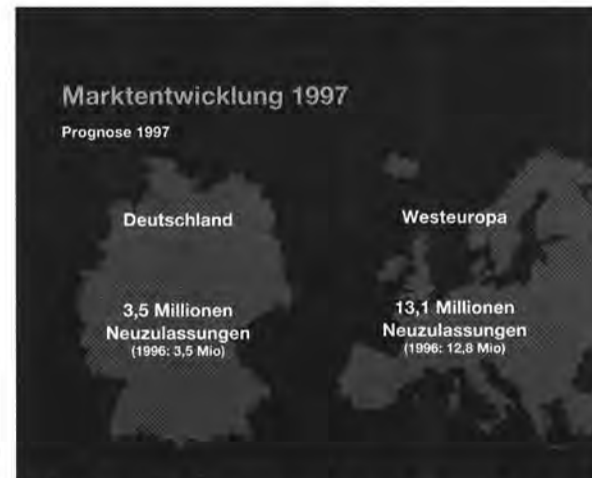 Marktentwicklung 1997
Prognose 1997
Deutschland
3,5 Millionen
Neuzulassungen
(1996: 3,5 Mio)
Westeuropa
13,1 Millionen
Neuzulassungen
(1996: 12,8 Mio)